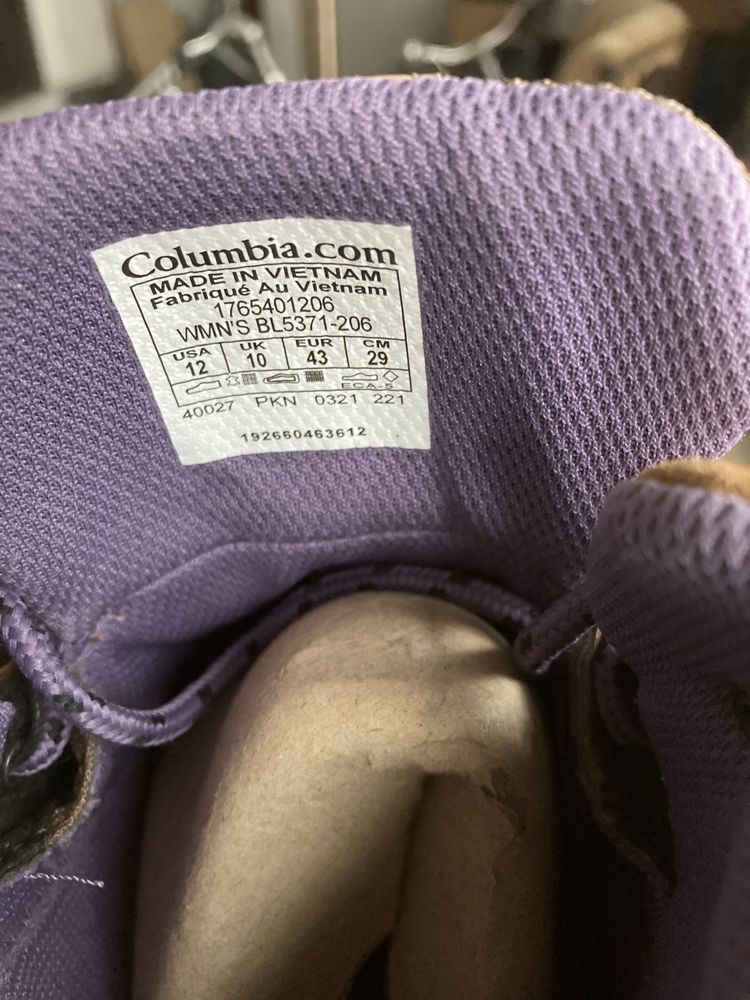 Columbia.com
MADE IN VIETNAM
Fabriqué Au Vietnam
1765401206
WMN'S BL5371-206
USA UK EUR CM
12 10 43 29
ECA-5
40027 PKN 0321 221
192660463612